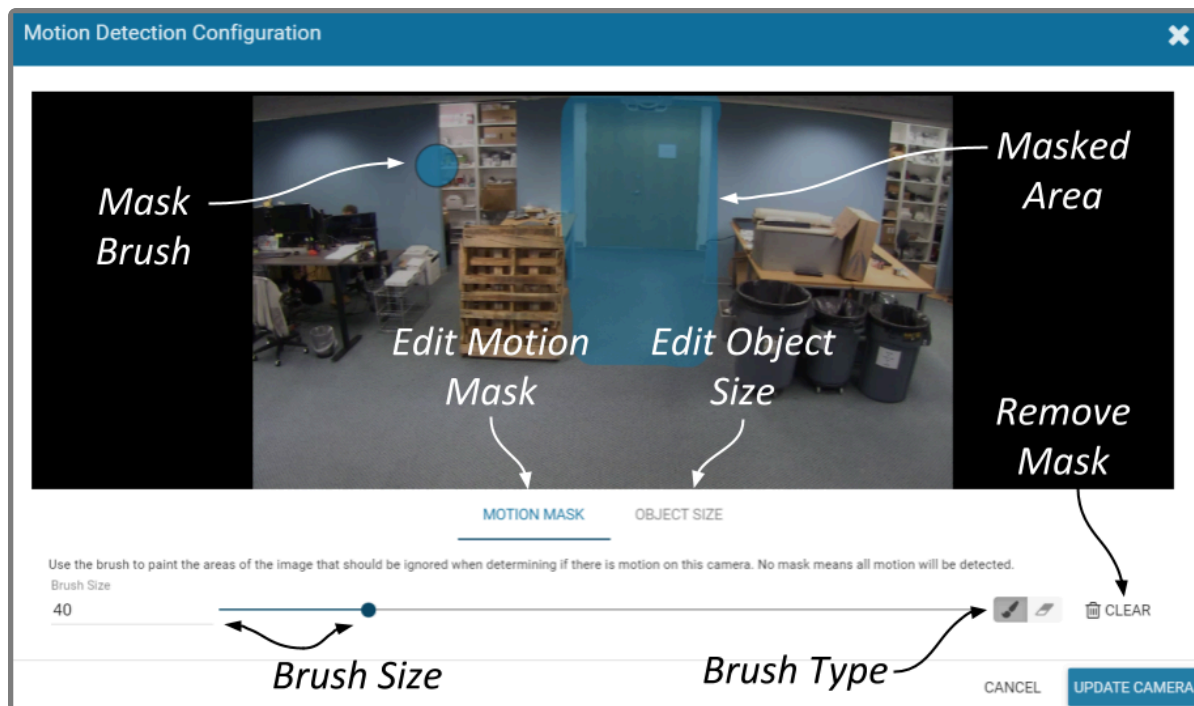 Motion Detection Configuration
Mask
Brush
Masked
Area
Edit Motion
Mask
Edit Object
Size
Remove
Mask
MOTION MASK OBJECT SIZE
Use the brush to paint the areas of the image that should be ignored when determining if there is motion on this camera. No mask means all motion will be detected.
Brush Size
40
CLEAR
Brush Size
Brush Type
CANCEL UPDATE CAMERA